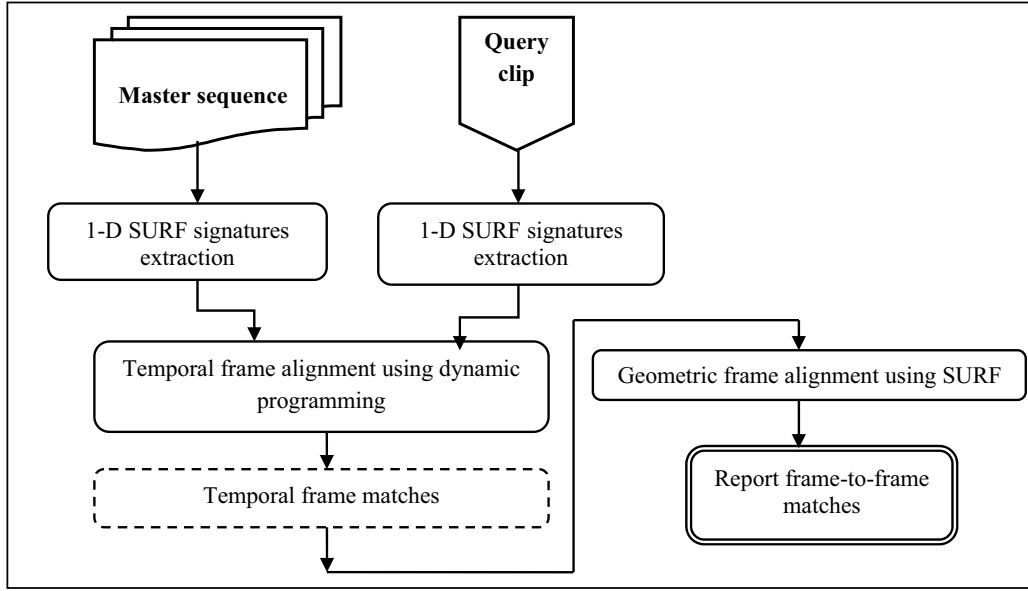 Master sequence
Query
clip
1-D SURF signatures
extraction
1-D SURF signatures
extraction
Temporal frame alignment using dynamic
programming
Geometric frame alignment using SURF
Temporal frame matches
Report frame-to-frame
matches